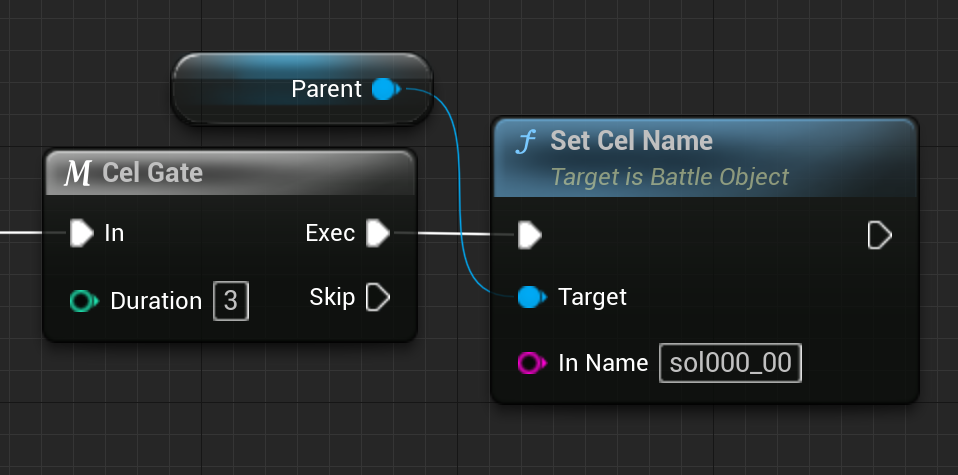 Parent
M Cel Gate
In
Exec
Duration 3
Skip
f Set Cel Name
Target is Battle Object
Target
In Name sol000_00